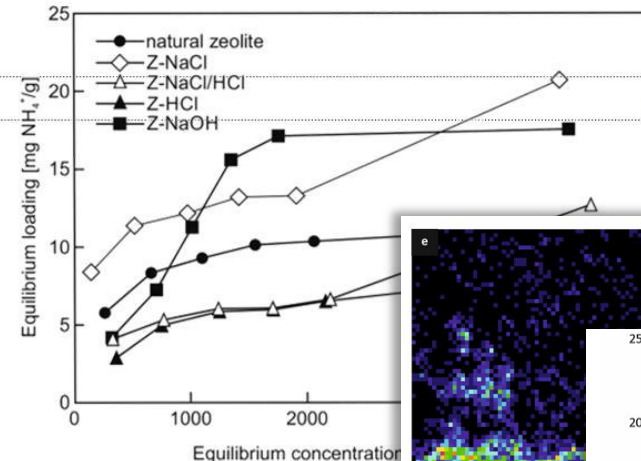 25
natural zeolite
Z-NaCl
20
Z-NaCl/HCl
Z-HCl
Z-NaOH
15
10
5
0
Equilibrium loading [mg NH₄⁺/g]
0 1000 2000
Equilibrium concentration
e
25
20